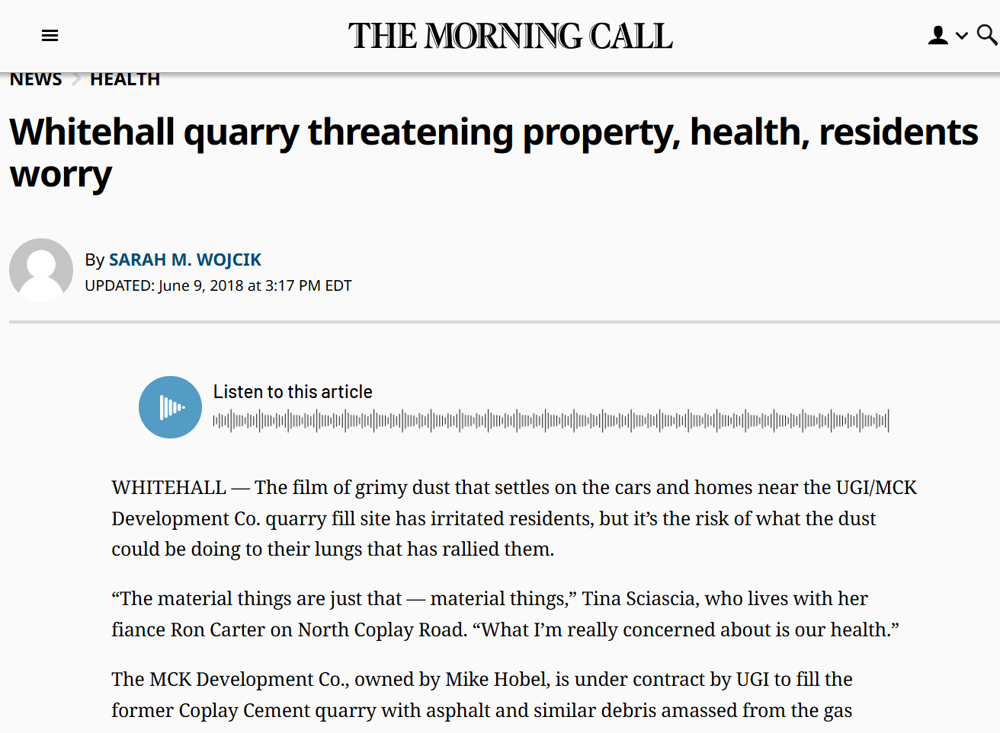 THE MORNING CALL
NEWS > HEALTH
Whitehall quarry threatening property, health, residents
worry
By SARAH M. WOJCIK
UPDATED: June 9, 2018 at 3:17 PM EDT
Listen to this article
WHITEHALL — The film of grimy dust that settles on the cars and homes near the UGI/MCK
Development Co. quarry fill site has irritated residents, but it’s the risk of what the dust
could be doing to their lungs that has rallied them.
“The material things are just that — material things,” Tina Sciascia, who lives with her
fiance Ron Carter on North Coplay Road. “What I’m really concerned about is our health.”
The MCK Development Co., owned by Mike Hobel, is under contract by UGI to fill the
former Coplay Cement quarry with asphalt and similar debris amassed from the gas